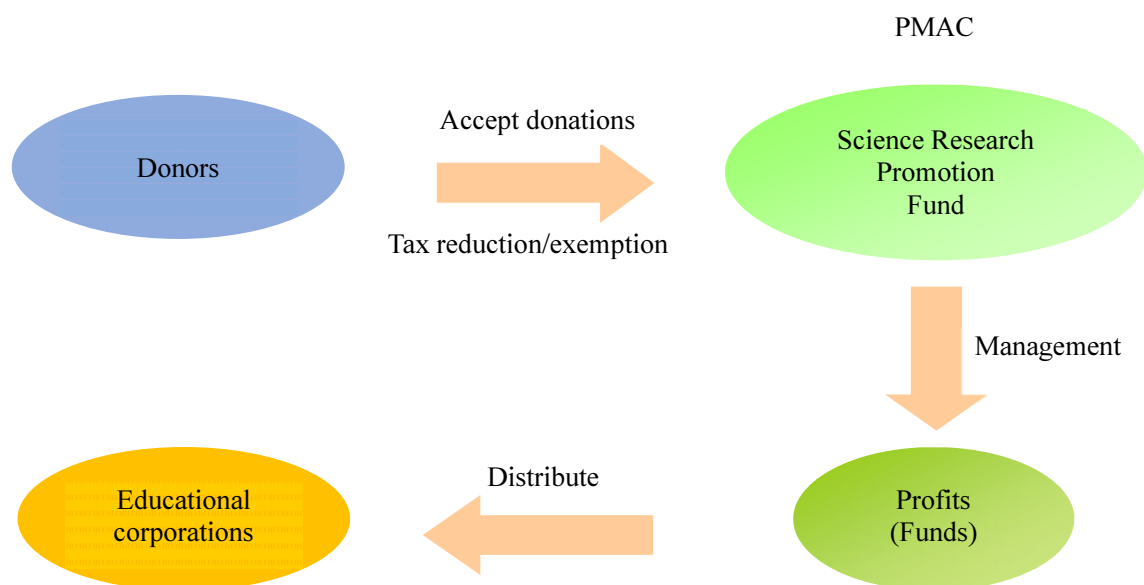 PMAC
Donors
Accept donations
Tax reduction/exemption
Science Research
Promotion
Fund
Management
Profits
(Funds)
Distribute
Educational
corporations